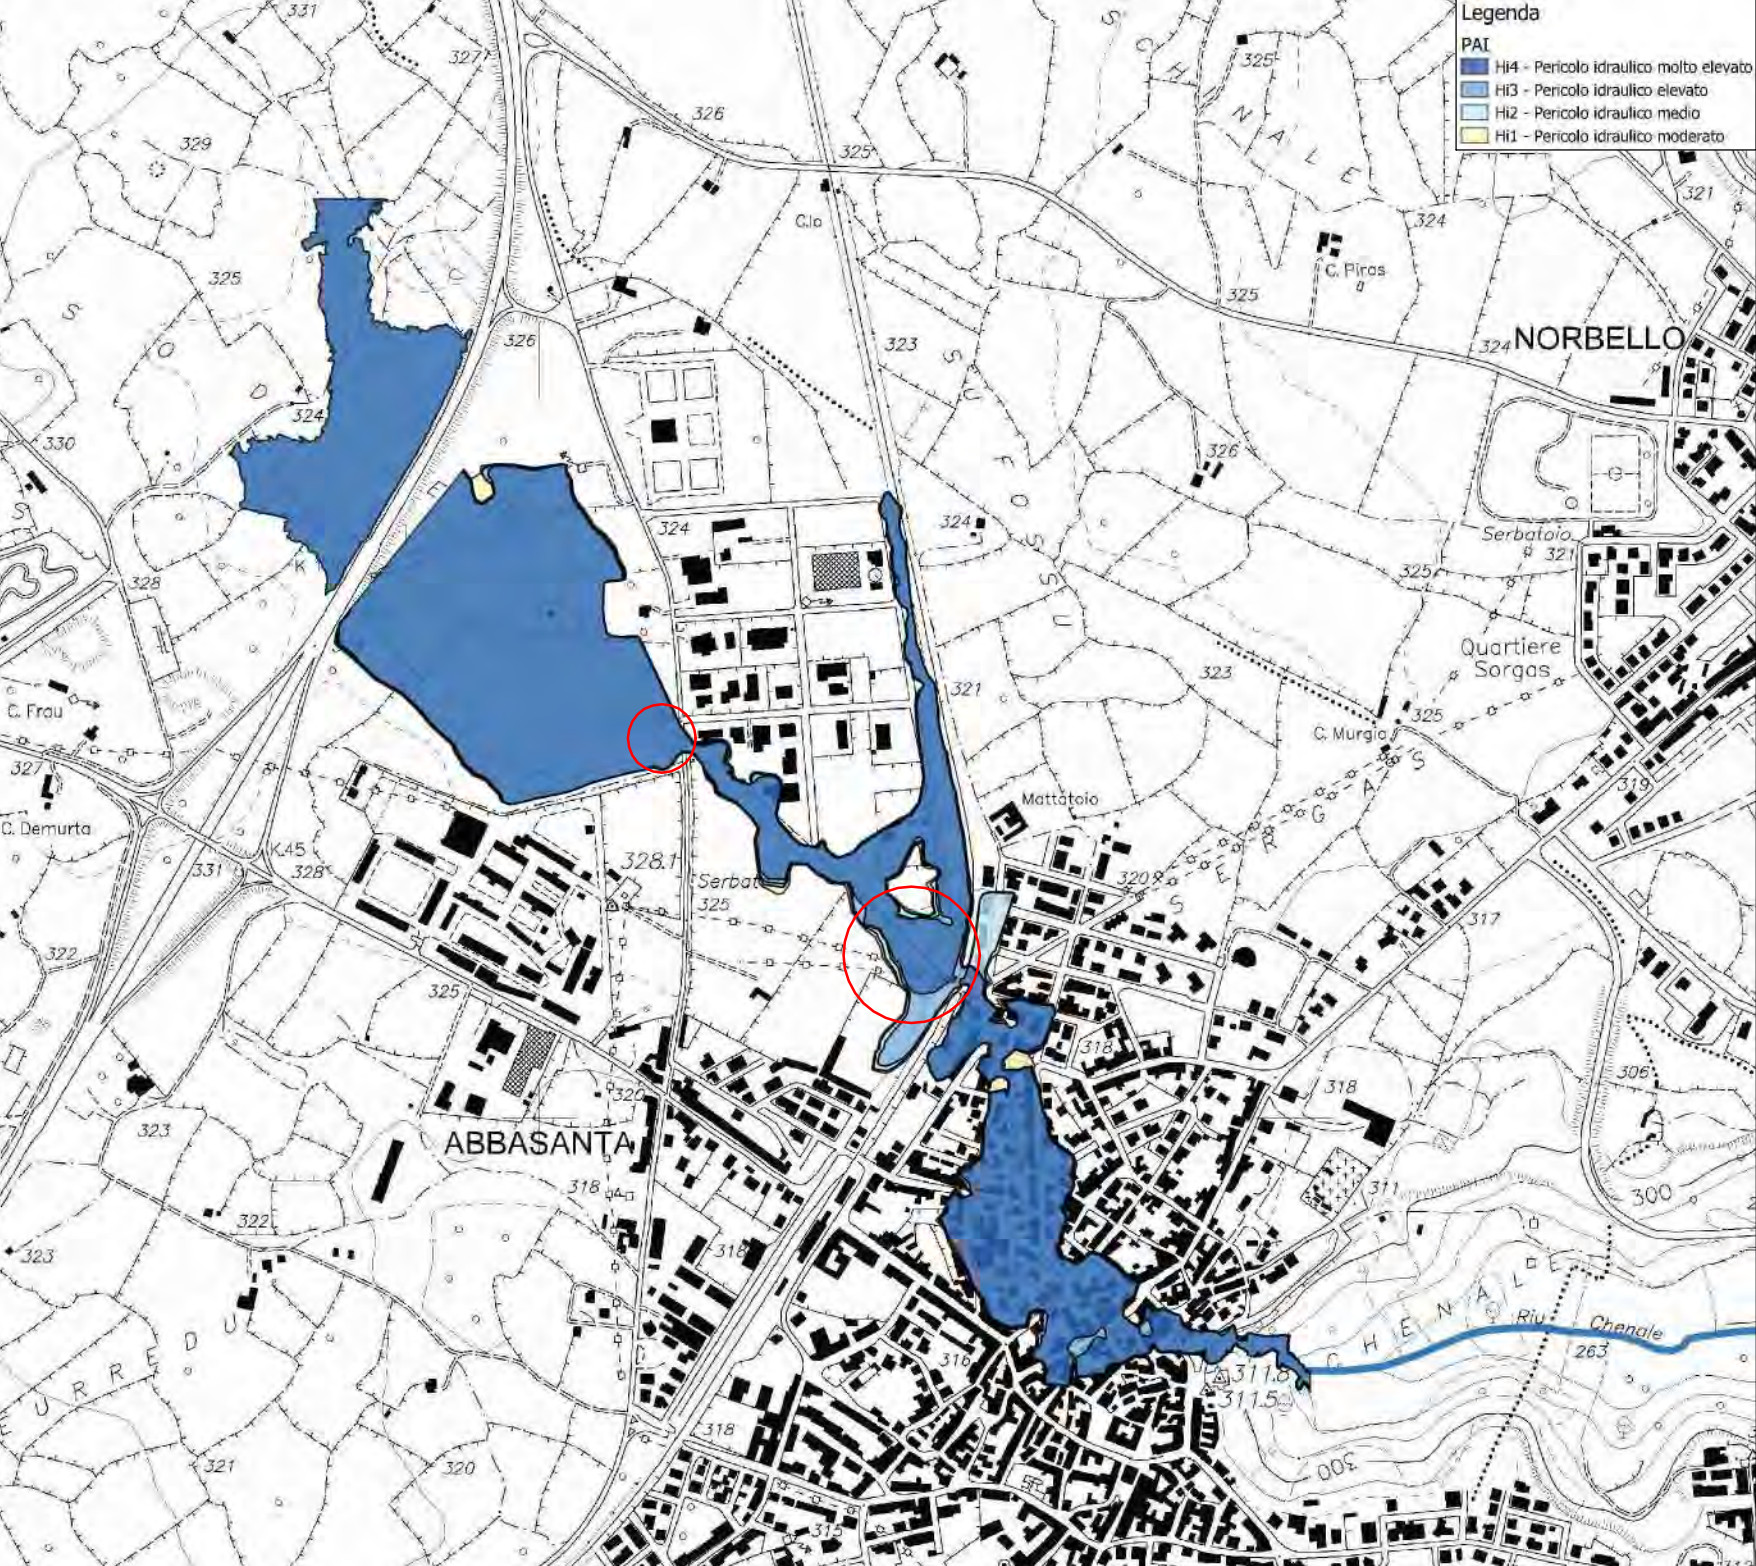 Legenda
PAI
Hi4 - Pericolo idraulico molto elevato
Hi3 - Pericolo idraulico elevato
Hi2 - Pericolo idraulico medio
Hi1 - Pericolo idraulico moderato
331
327
326
325
325
329
321
C H E N A L E
324
C.lo
C. Piras
325
325
S O D
326
323
324
NORBELLO
324
330
S U F O S S U
326
E
324
324
Serbatoio
321
K
328
325
Quartiere
Sorgas
323
321
C. Frau
325
C. Murgia
327
S E R G A S
319
Mattatoio
C. Demurta
K.45
331
328
328.1
Serbat
325
320
317
322
325
318
306
320
318
323
ABBASANTA
318
311
300
322
323
318
C H E N A L E
Riu Chenale
263
316
311.8
311.5
U R R E D U
318
321
320
300
315